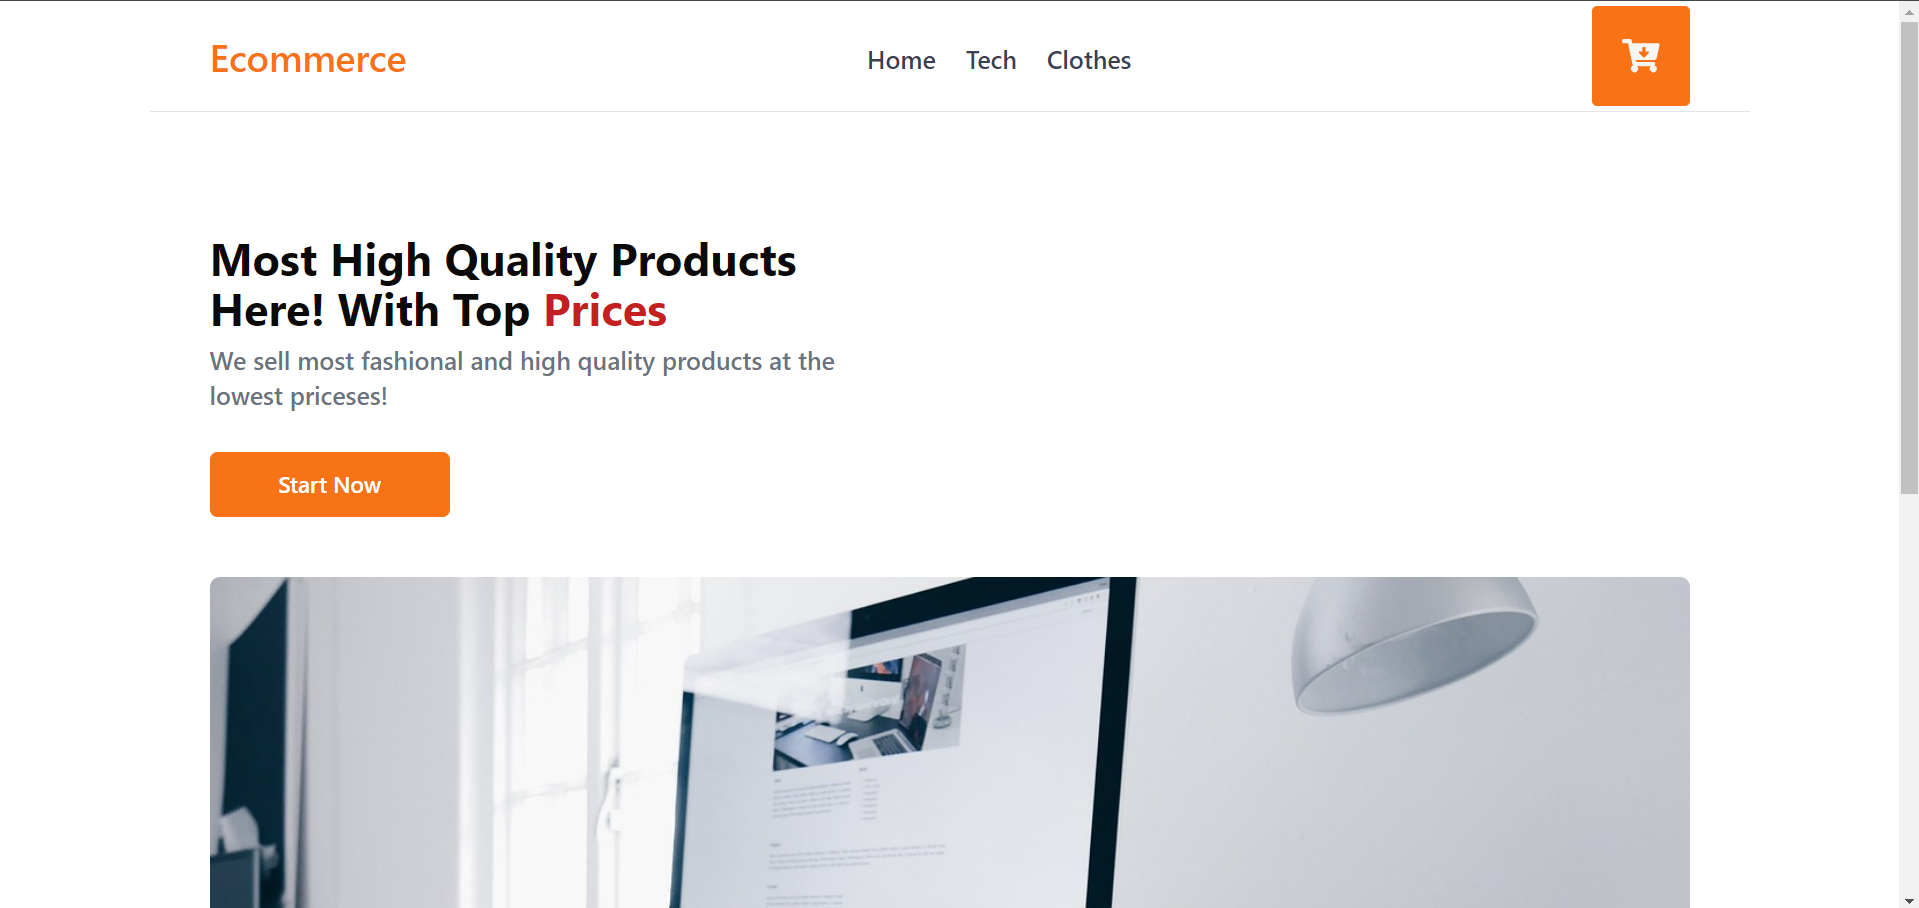 Ecommerce
Home Tech Clothes
Most High Quality Products
Here! With Top Prices
We sell most fashional and high quality products at the
lowest priceses!
Start Now